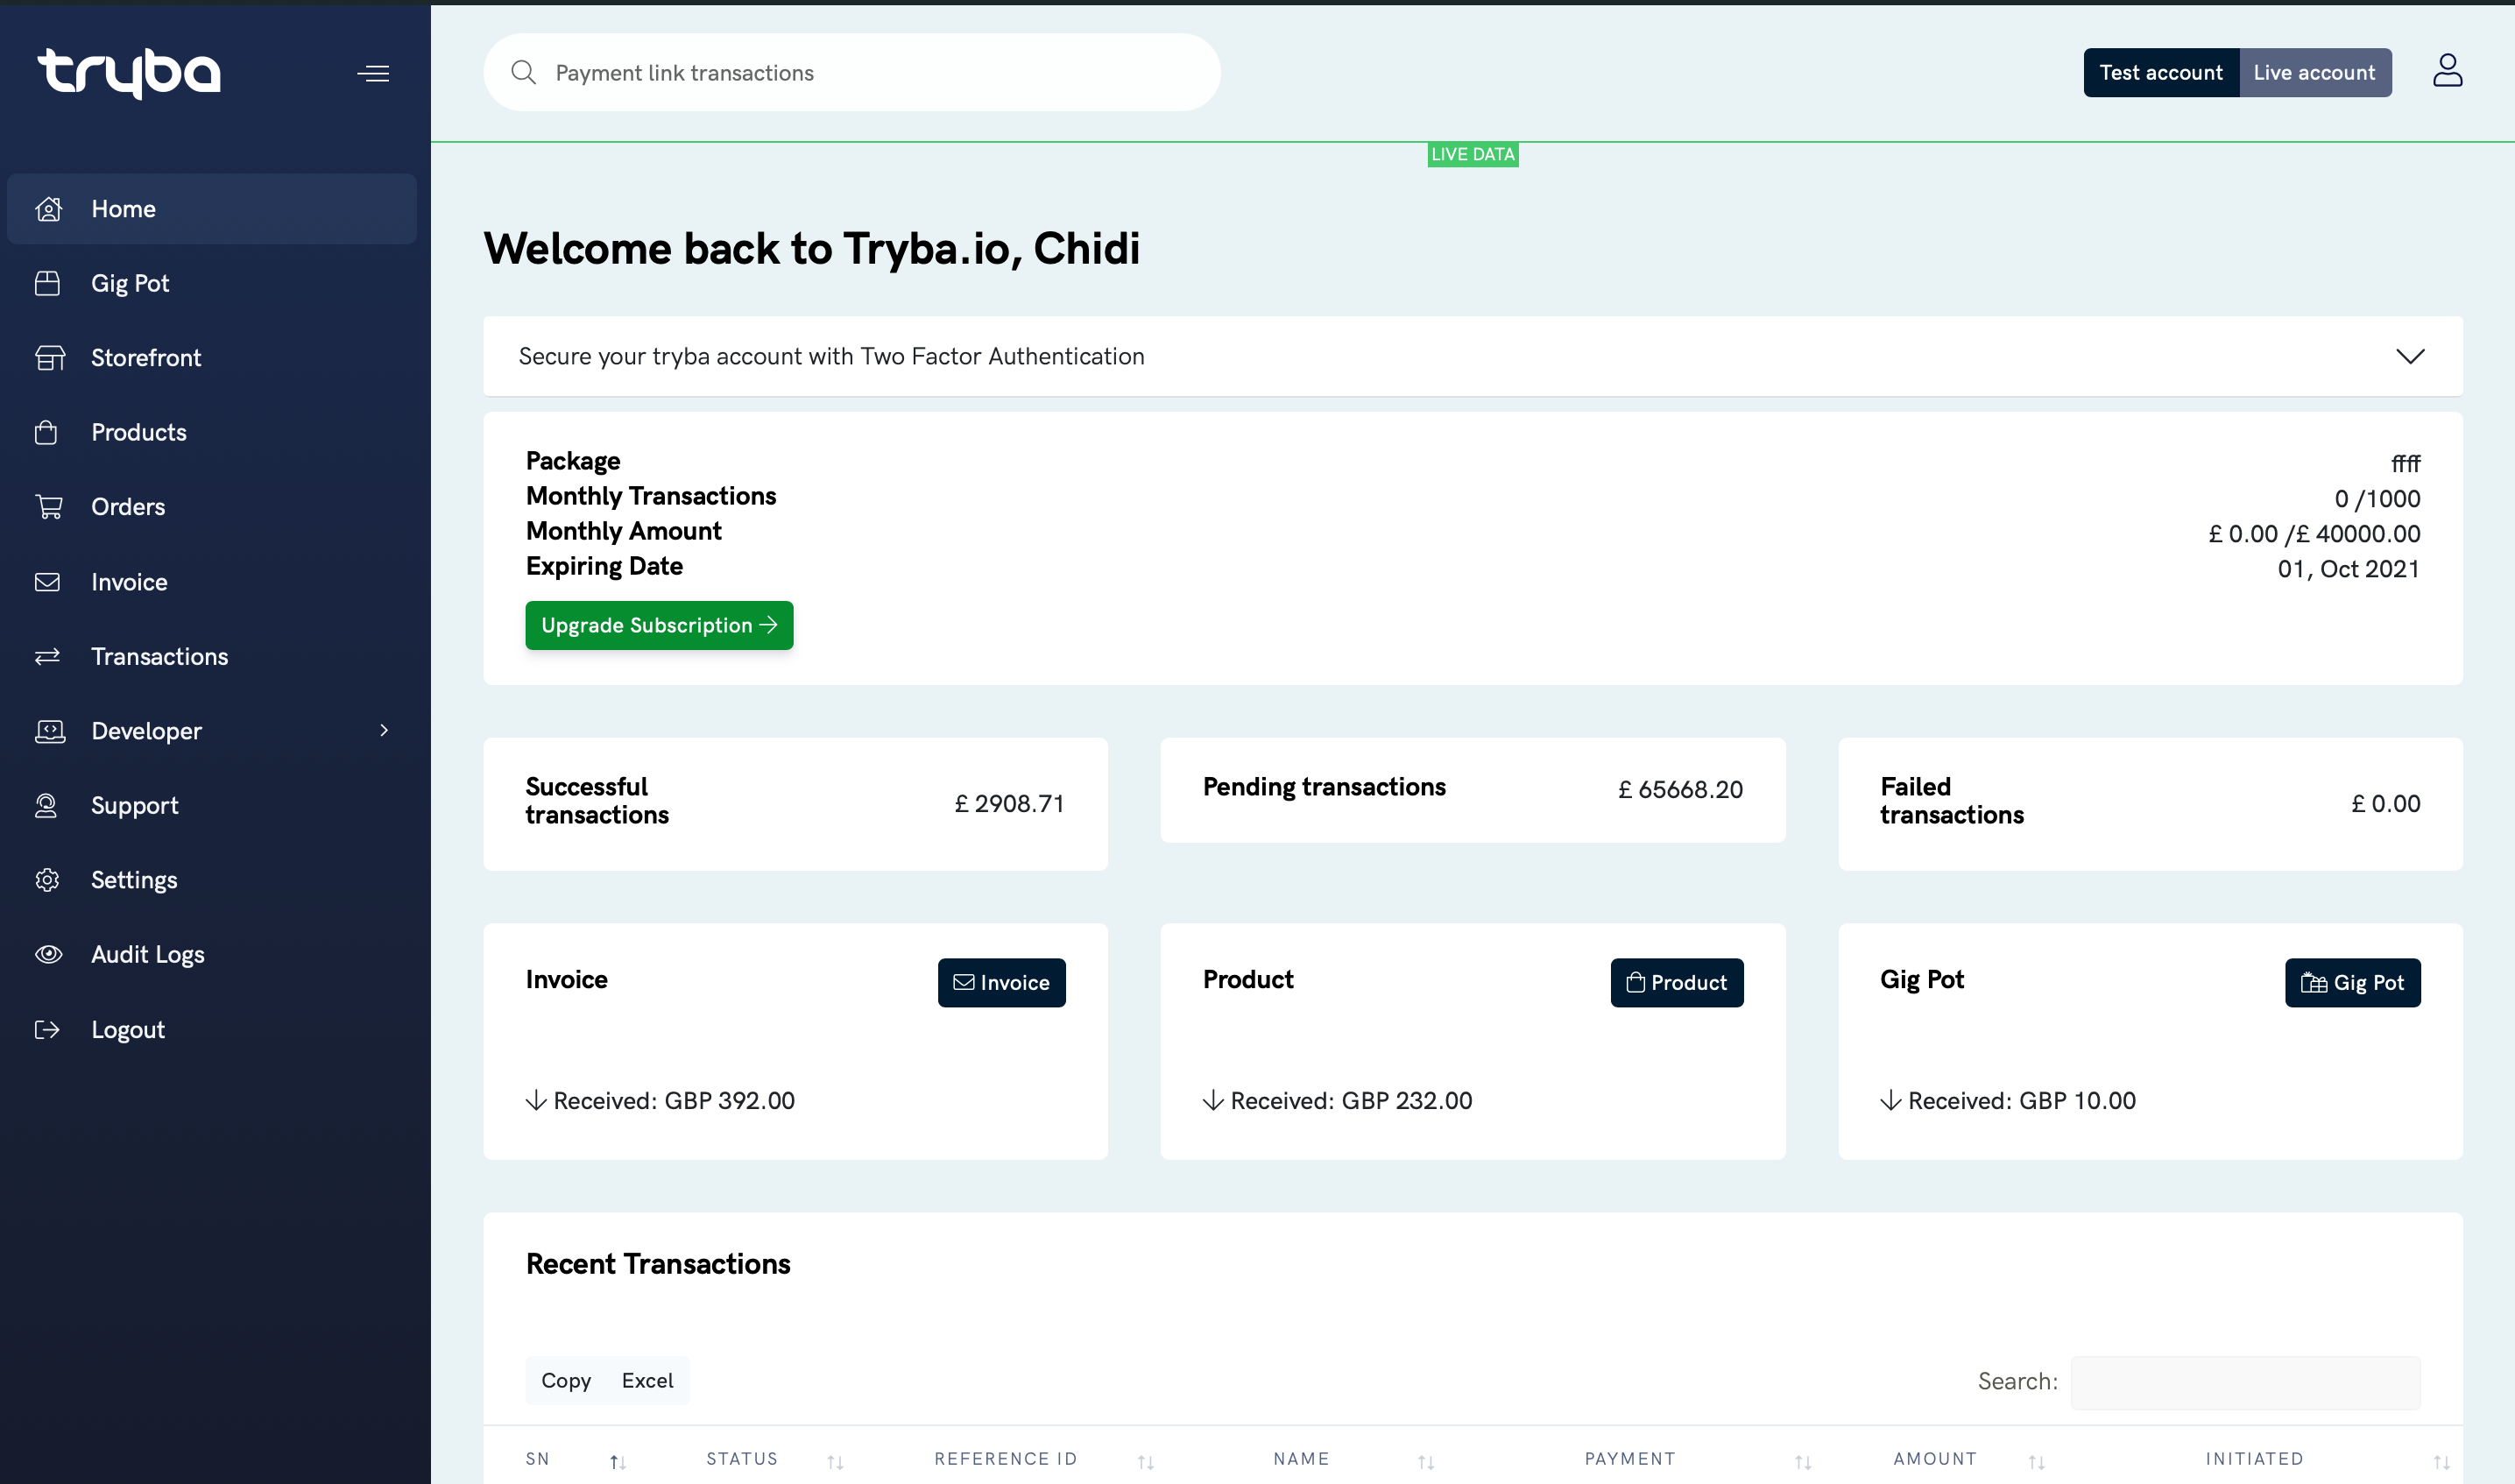 tryba
Payment link transactions
Test account
Live account
LIVE DATA
Home
Gig Pot
Storefront
Products
Orders
Invoice
Transactions
Developer
Support
Settings
Audit Logs
Logout
Welcome back to Tryba.io, Chidi
Secure your tryba account with Two Factor Authentication
Package ffff
Monthly Transactions 0 /1000
Monthly Amount £ 0.00 /£ 40000.00
Expiring Date 01, Oct 2021
Upgrade Subscription
Successful
transactions
£ 2908.71
Pending transactions £ 65668.20
Failed
transactions
£ 0.00
Invoice
Invoice
Received: GBP 392.00
Product
Product
Received: GBP 232.00
Gig Pot
Gig Pot
Received: GBP 10.00
Recent Transactions
Copy Excel
Search:
SN STATUS REFERENCE ID NAME PAYMENT AMOUNT INITIATED